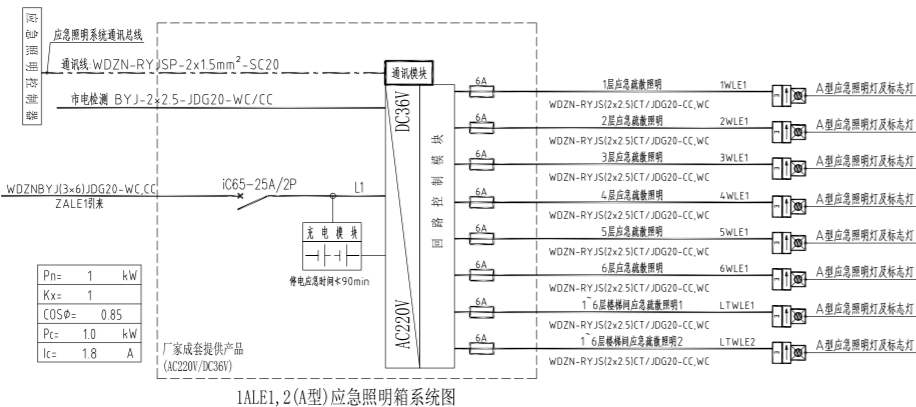 应急照明控制器
应急照明系统通讯总线
通讯线:WDZN-RYJSP-2x1.5mm²-SC20
市电检测 BYJ-2x2.5-JDG20-WC/CC
通讯模块
DC36V
AC220V
回路控制模块
WDZNBYJ(3×6)JDG20-WC,CC
ZALE1引来
iC65-25A/2P
L1
充电模块
停电应急时间≮90min
6A 1层应急疏散照明 1WLE1 A型应急照明灯及标志灯
WDZN-RYJS(2x2.5)CT/JDG20-CC,WC
6A 2层应急疏散照明 2WLE1 A型应急照明灯及标志灯
WDZN-RYJS(2x2.5)CT/JDG20-CC,WC
6A 3层应急疏散照明 3WLE1 A型应急照明灯及标志灯
WDZN-RYJS(2x2.5)CT/JDG20-CC,WC
6A 4层应急疏散照明 4WLE1 A型应急照明灯及标志灯
WDZN-RYJS(2x2.5)CT/JDG20-CC,WC
6A 5层应急疏散照明 5WLE1 A型应急照明灯及标志灯
WDZN-RYJS(2x2.5)CT/JDG20-CC,WC
6A 6层应急疏散照明 6WLE1 A型应急照明灯及标志灯
WDZN-RYJS(2x2.5)CT/JDG20-CC,WC
6A 1~6层楼梯间应急疏散照明1 LTWLE1 A型应急照明灯及标志灯
WDZN-RYJS(2x2.5)CT/JDG20-CC,WC
6A 1~6层楼梯间应急疏散照明2 LTWLE2 A型应急照明灯及标志灯
WDZN-RYJS(2x2.5)CT/JDG20-CC,WC
Pn= 1 kW
Kx= 1
COSø= 0.85
Pc= 1.0 kW
Ic= 1.8 A
厂家成套提供产品
(AC220V/DC36V)
1ALE1,2(A型)应急照明箱系统图